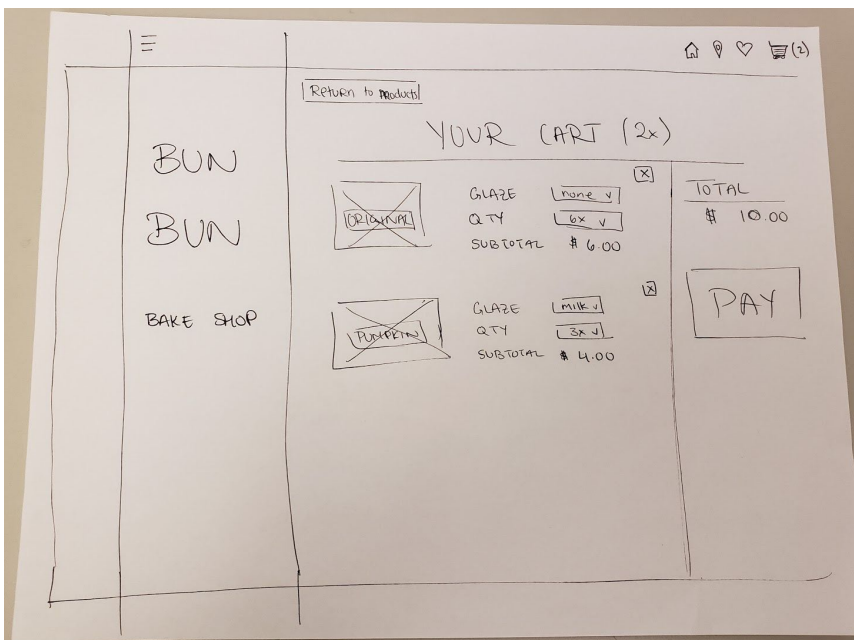 (2)
Return to Products
YOUR CART (2x)
BUN
BUN
BAKE SHOP
X
ORIGINAL
GLAZE none v
QTY 6x v
SUBTOTAL $ 6.00
X
PUMPKIN
GLAZE milk v
QTY 3x v
SUBTOTAL $ 4.00
TOTAL
$ 10.00
PAY